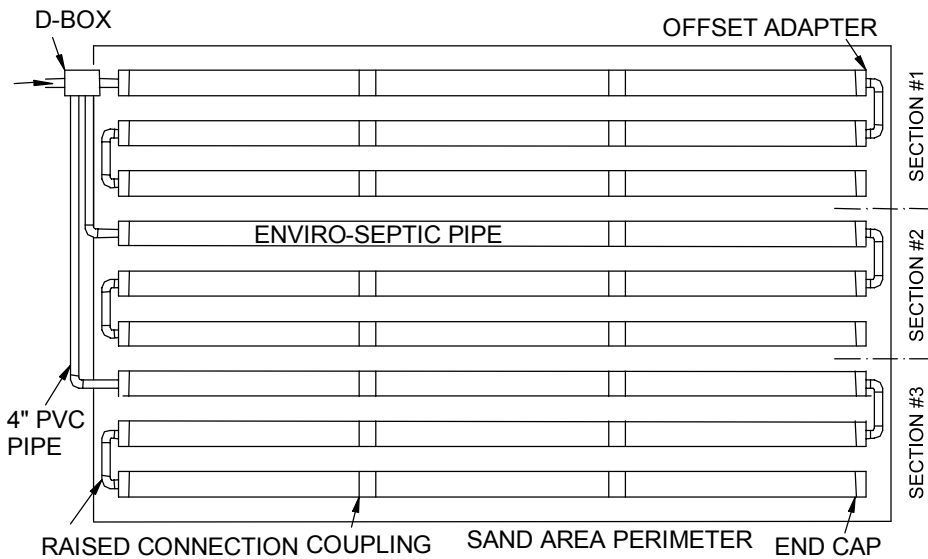 D-BOX
OFFSET ADAPTER
SECTION #1
ENVIRO-SEPTIC PIPE
SECTION #2
4" PVC
PIPE
SECTION #3
RAISED CONNECTION
COUPLING
SAND AREA PERIMETER
END CAP